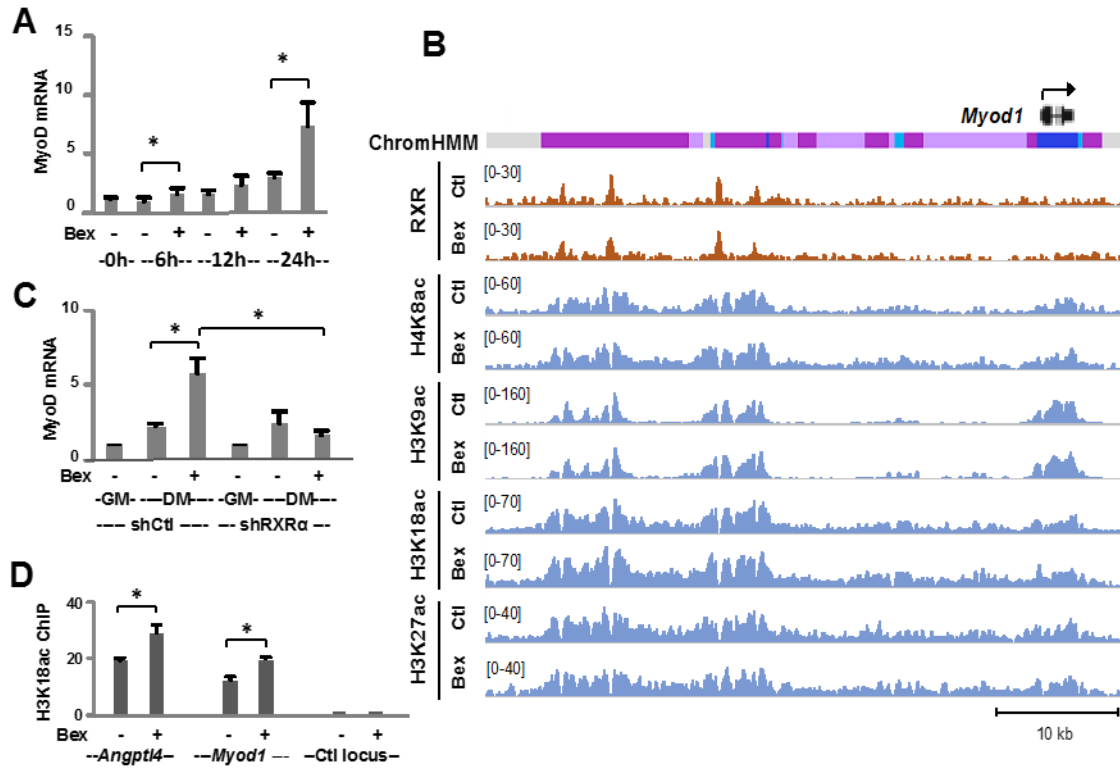 A
15
10
5
0
MyoD mRNA
*
*
Bex - - + - + - +
-0h- --6h-- --12h-- --24h--
B
Myod1
ChromHMM
RXR
Ctl
[0-30]
Bex
[0-30]
H4K8ac
Ctl
[0-60]
Bex
[0-60]
H3K9ac
Ctl
[0-160]
Bex
[0-160]
H3K18ac
Ctl
[0-70]
Bex
[0-70]
H3K27ac
Ctl
[0-40]
Bex
[0-40]
10 kb
C
10
5
0
MyoD mRNA
*
*
Bex - - + - - +
-GM- ---DM---- -GM- ----DM----
---- shCtl ---- -- shRXRα --
D
40
20
0
H3K18ac ChIP
*
*
Bex - + - + - +
--Angptl4-- ---Myod1 --- --Ctl locus--